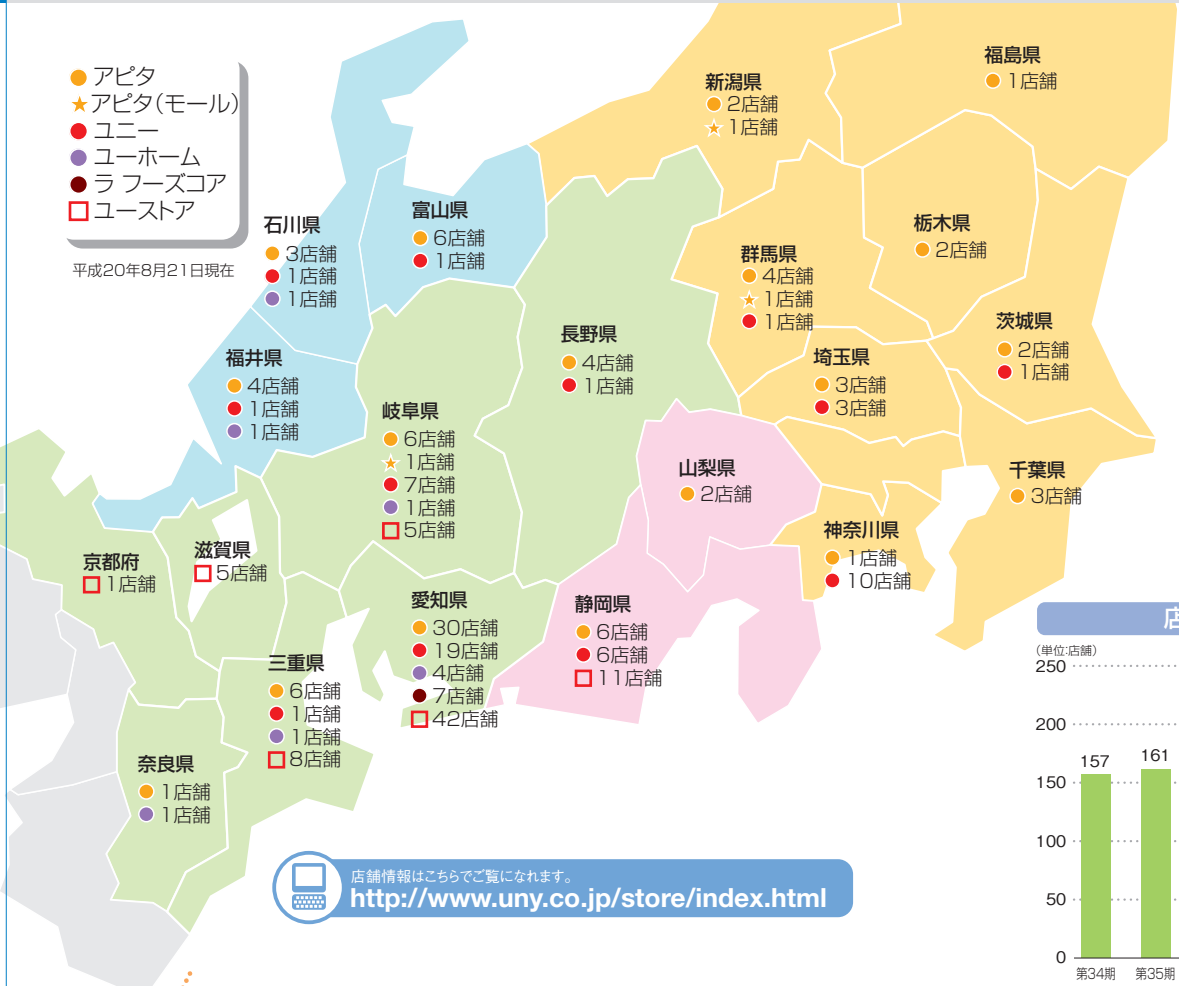 アピタ
アピタ(モール)
ユニー
ユーホーム
ラ フーズコア
ユーストア
平成20年8月21日現在
福島県
1店舗
新潟県
2店舗
1店舗
栃木県
2店舗
群馬県
4店舗
1店舗
1店舗
茨城県
2店舗
1店舗
埼玉県
3店舗
3店舗
千葉県
3店舗
神奈川県
1店舗
10店舗
富山県
6店舗
1店舗
石川県
3店舗
1店舗
1店舗
福井県
4店舗
1店舗
1店舗
長野県
4店舗
1店舗
岐阜県
6店舗
1店舗
7店舗
1店舗
5店舗
山梨県
2店舗
静岡県
6店舗
6店舗
11店舗
愛知県
30店舗
19店舗
4店舗
7店舗
42店舗
滋賀県
5店舗
京都府
1店舗
三重県
6店舗
1店舗
1店舗
8店舗
奈良県
1店舗
1店舗
店舗情報はこちらでご覧になれます。
http://www.uny.co.jp/store/index.html
(単位:店舗)
250
200
150
100
50
0
157
161
第34期
第35期